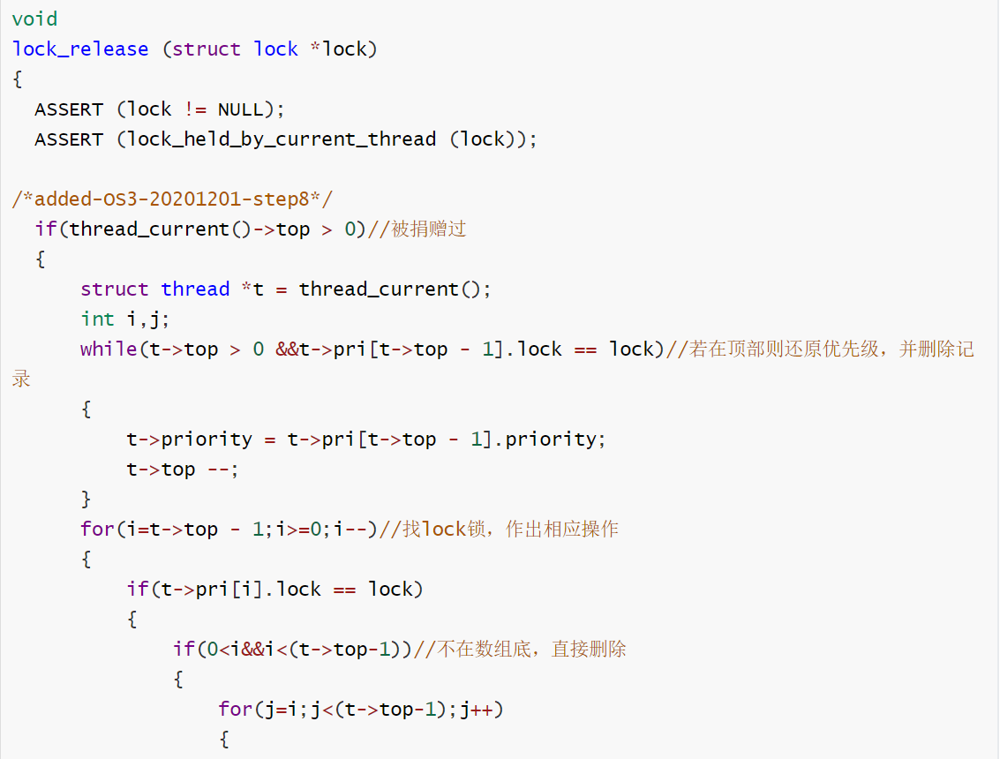 void
lock_release (struct lock *lock)
{
  ASSERT (lock != NULL);
  ASSERT (lock_held_by_current_thread (lock));

/*added-OS3-20201201-step8*/
  if(thread_current()->top > 0)//被捐赠过
  {
      struct thread *t = thread_current();
      int i,j;
      while(t->top > 0 &&t->pri[t->top - 1].lock == lock)//若在顶部则还原优先级，并删除记
录
      {
          t->priority = t->pri[t->top - 1].priority;
          t->top --;
      }
      for(i=t->top - 1;i>=0;i--)//找lock锁，作出相应操作
      {
          if(t->pri[i].lock == lock)
          {
              if(0<i&&i<(t->top-1))//不在数组底，直接删除
              {
                  for(j=i;j<(t->top-1);j++)
                  {